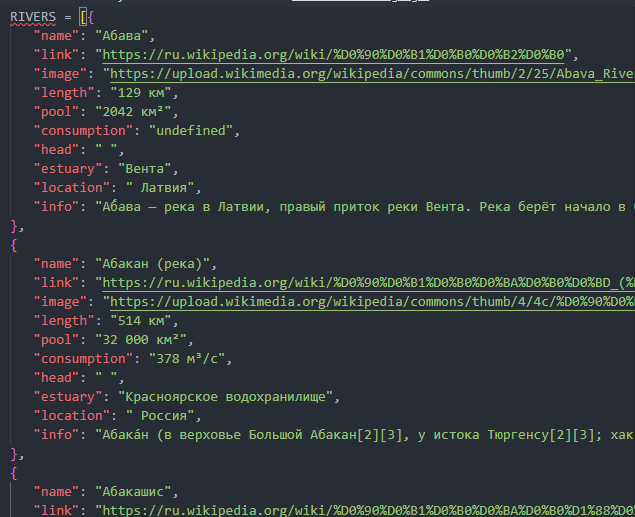 RIVERS = [{
"name": "Абава",
"link": "https://ru.wikipedia.org/wiki/%D0%90%D0%B1%D0%B0%D0%B2%D0%B0",
"image": "https://upload.wikimedia.org/wikipedia/commons/thumb/2/25/Abava_Rive
"length": "129 км",
"pool": "2042 км²",
"consumption": "undefined",
"head": " ",
"estuary": "Вента",
"location": " Латвия",
"info": "А́бава — река в Латвии, правый приток реки Вента. Река берёт начало в
},
{
"name": "Абакан (река)",
"link": "https://ru.wikipedia.org/wiki/%D0%90%D0%B1%D0%B0%D0%BA%D0%B0%D0%BD_(%
"image": "https://upload.wikimedia.org/wikipedia/commons/thumb/4/4c/%D0%90%D0%
"length": "514 км",
"pool": "32 000 км²",
"consumption": "378 м³/с",
"head": " ",
"estuary": "Красноярское водохранилище",
"location": " Россия",
"info": "Абака́н (в верховье Большой Абакан[2][3], у истока Тюргенсу[2][3]; хак
},
{
"name": "Абакашис",
"link": "https://ru.wikipedia.org/wiki/%D0%90%D0%B1%D0%B0%D0%BA%D0%B0%D1%88%D0%